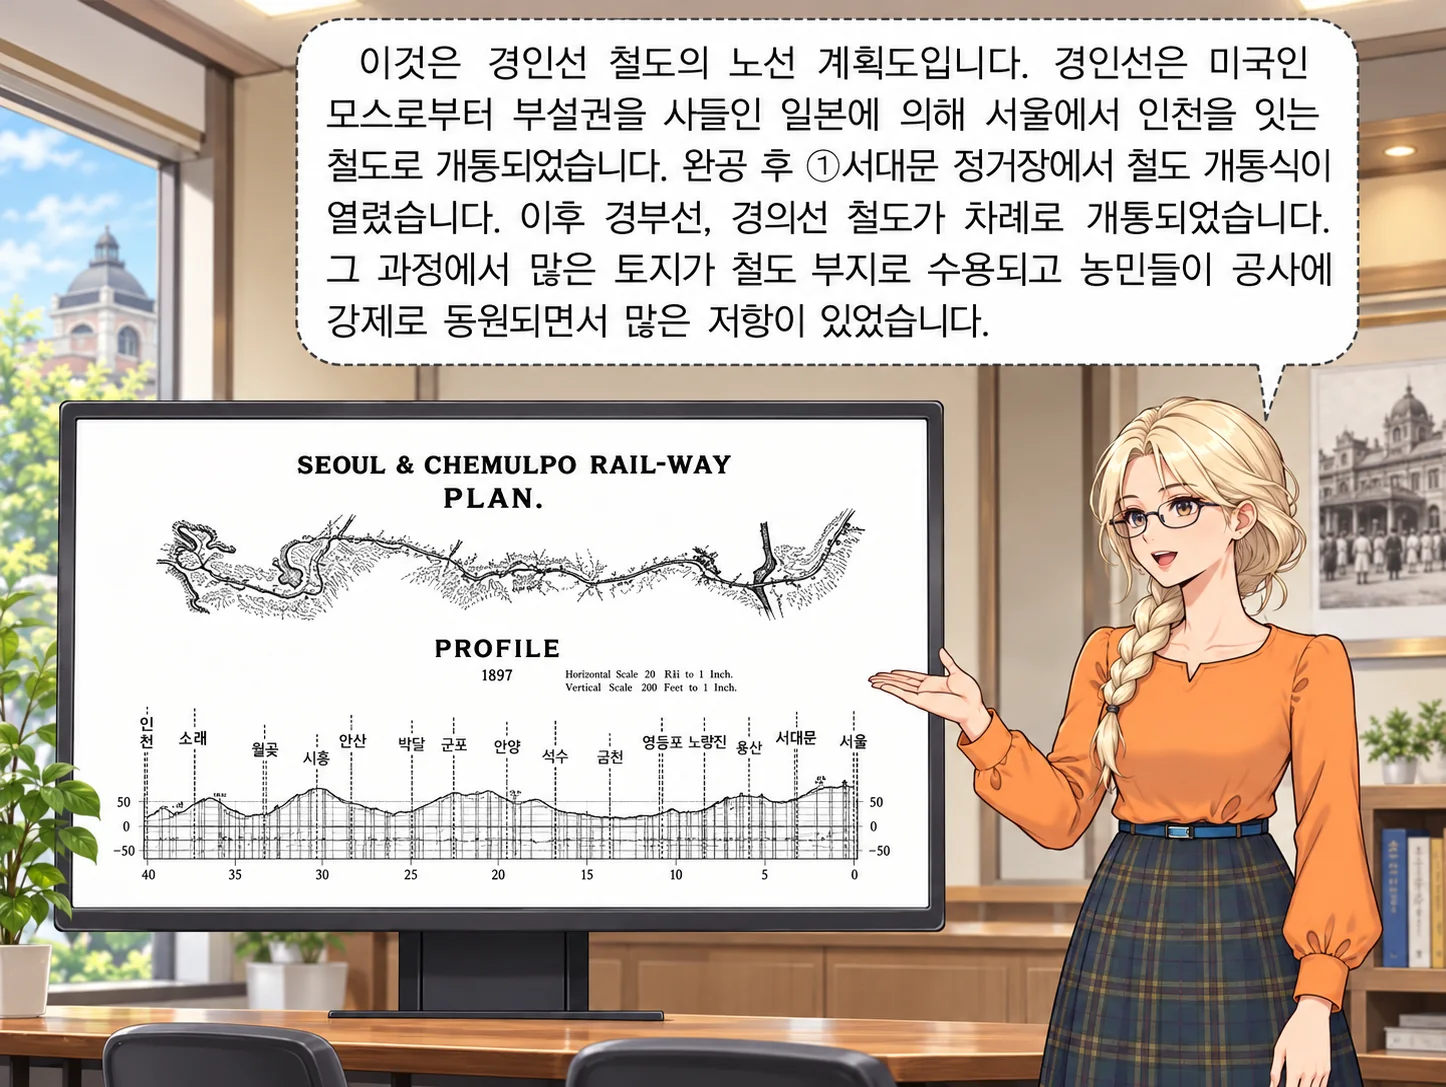 이것은 경인선 철도의 노선 계획도입니다. 경인선은 미국인
모스로부터 부설권을 사들인 일본에 의해 서울에서 인천을 잇는
철도로 개통되었습니다. 완공 후 ①서대문 정거장에서 철도 개통식이
열렸습니다. 이후 경부선, 경의선 철도가 차례로 개통되었습니다.
그 과정에서 많은 토지가 철도 부지로 수용되고 농민들이 공사에
강제로 동원되면서 많은 저항이 있었습니다.
SEOUL & CHEMULPO RAIL-WAY
PLAN.
PROFILE
1897
Horizontal Scale 20 to 1 Inch.
Vertical Scale 200 Feet to 1 Inch.
인천 소래 월곶 시흥 안산 박달 군포 안양 석수 금천 영등포 노량진 용산 서대문 서울
50 50
0 0
-50 -50
40 35 30 25 20 15 10 5 0